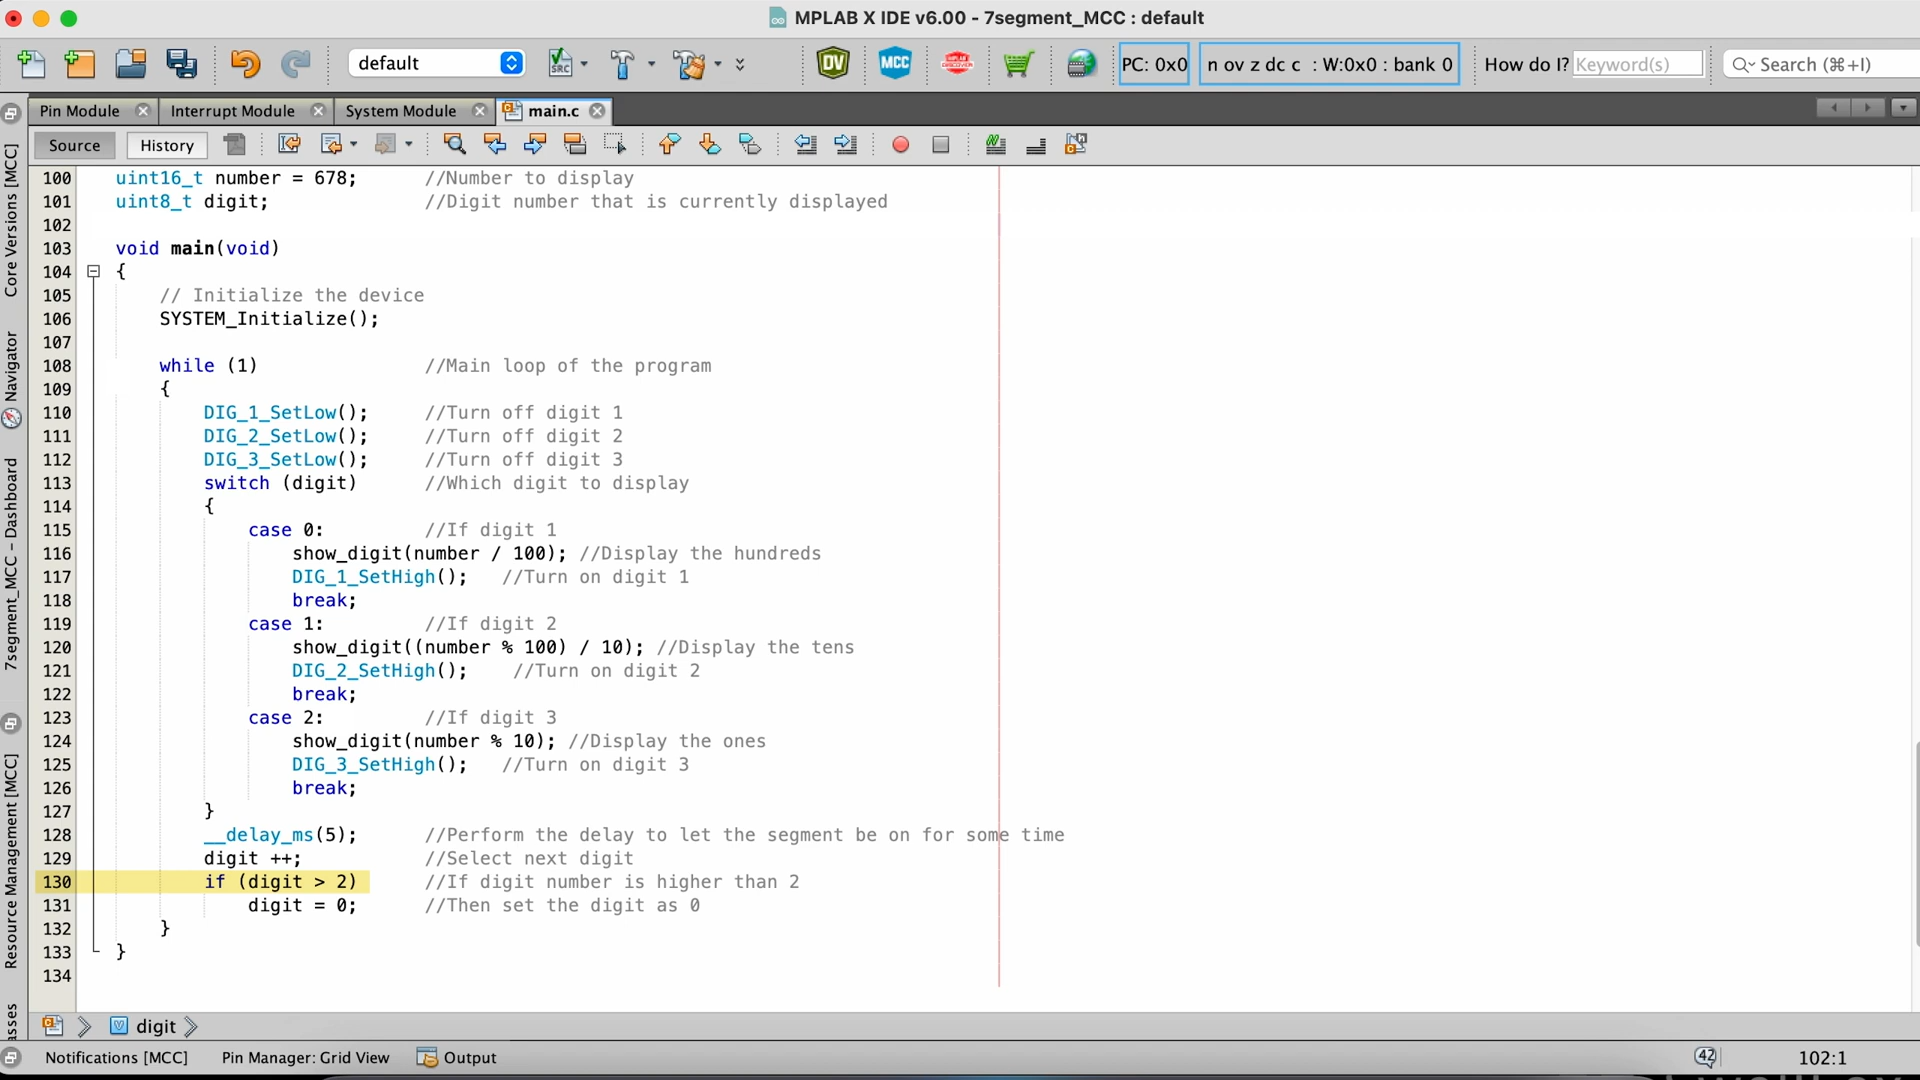 MPLAB X IDE v6.00 - 7segment_MCC : default
default
SRC
DV
MCC
PC: 0x0
n ov z dc c : W:0x0 : bank 0
How do I?
Keyword(s)
Search (⌘+I)
Pin Module
Interrupt Module
System Module
main.c
Source
History
Core Versions [MCC]
Navigator
7segment_MCC - Dashboard
Resource Management [MCC]
asses
100 uint16_t number = 678; //Number to display
101 uint8_t digit; //Digit number that is currently displayed
102
103 void main(void)
104 {
105 // Initialize the device
106 SYSTEM_Initialize();
107
108 while (1) //Main loop of the program
109 {
110 DIG_1_SetLow(); //Turn off digit 1
111 DIG_2_SetLow(); //Turn off digit 2
112 DIG_3_SetLow(); //Turn off digit 3
113 switch (digit) //Which digit to display
114 {
115 case 0: //If digit 1
116 show_digit(number / 100); //Display the hundreds
117 DIG_1_SetHigh(); //Turn on digit 1
118 break;
119 case 1: //If digit 2
120 show_digit((number % 100) / 10); //Display the tens
121 DIG_2_SetHigh(); //Turn on digit 2
122 break;
123 case 2: //If digit 3
124 show_digit(number % 10); //Display the ones
125 DIG_3_SetHigh(); //Turn on digit 3
126 break;
127 }
128 __delay_ms(5); //Perform the delay to let the segment be on for some time
129 digit ++; //Select next digit
130 if (digit > 2) //If digit number is higher than 2
131 digit = 0; //Then set the digit as 0
132 }
133 }
134
digit
Notifications [MCC]
Pin Manager: Grid View
Output
42
102:1